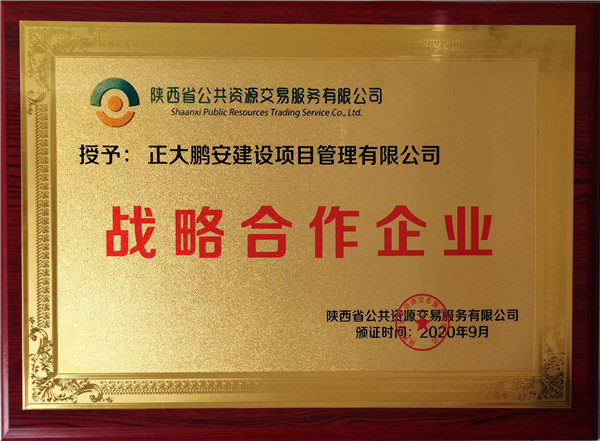 陕西省公共资源交易服务有限公司
Shaanxi Public Resources Trading Service Co., Ltd.
授予：正大鹏安建设项目管理有限公司
战略合作企业
陕西省公共资源交易服务有限公司
颁证时间：2020年9月